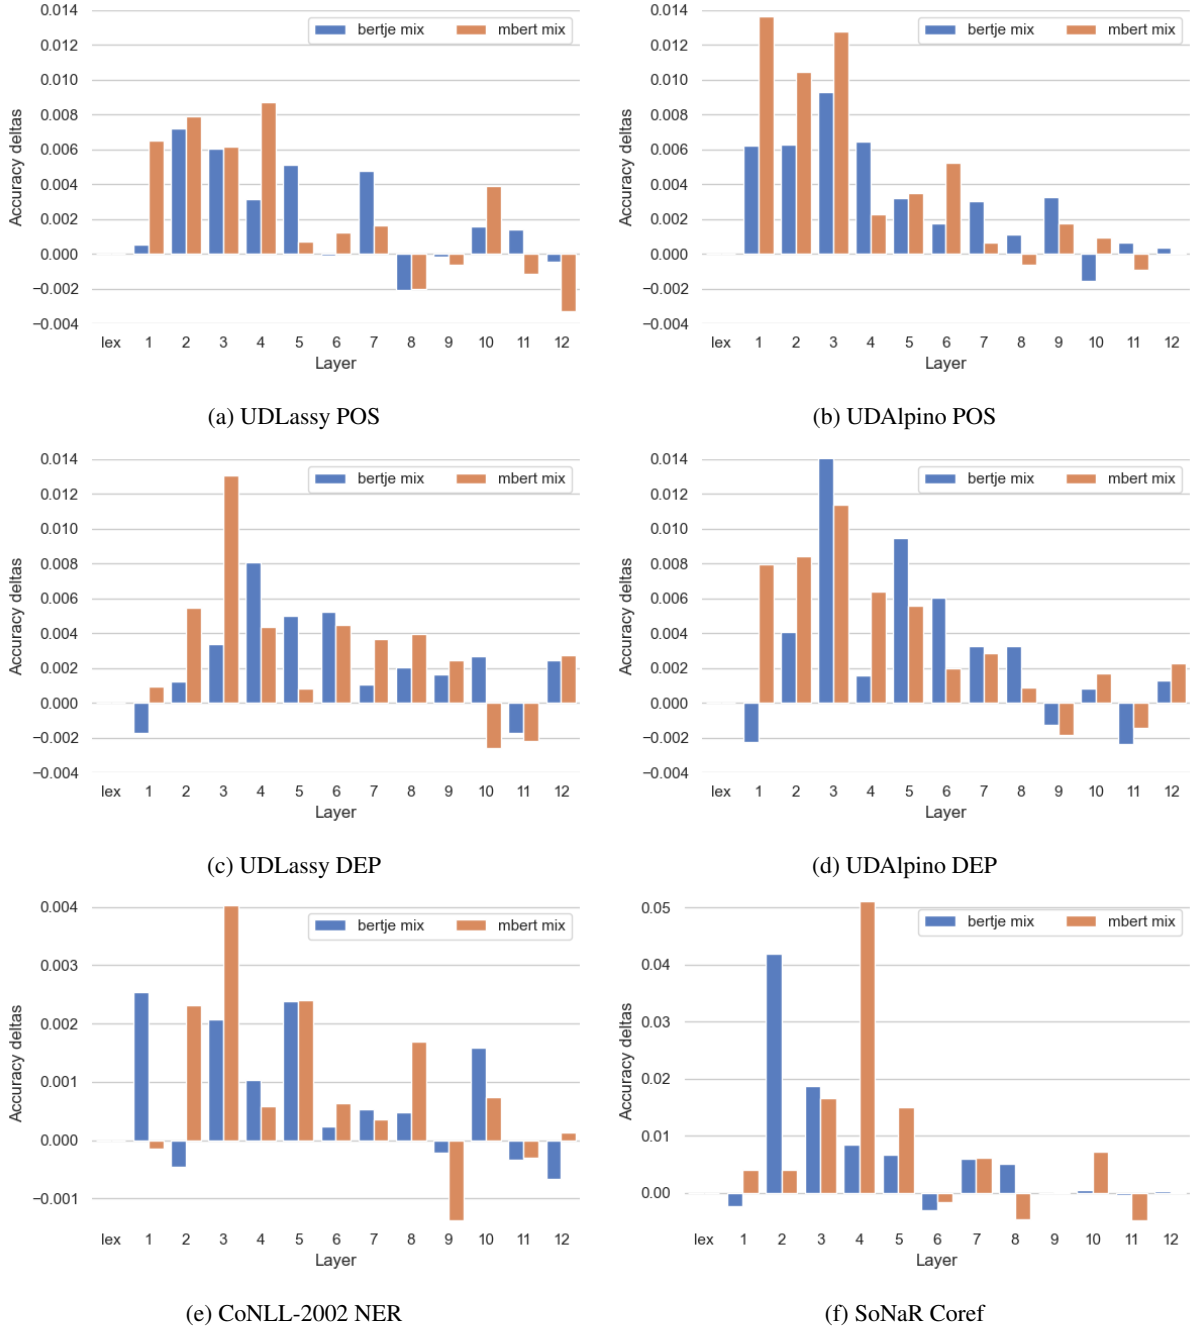 0.014
0.012
0.010
0.008
0.006
0.004
0.002
0.000
−0.002
−0.004
Accuracy deltas
bertje mix mbert mix
lex 1 2 3 4 5 6 7 8 9 10 11 12
Layer
(a) UDLassy POS
0.014
0.012
0.010
0.008
0.006
0.004
0.002
0.000
−0.002
−0.004
Accuracy deltas
bertje mix mbert mix
lex 1 2 3 4 5 6 7 8 9 10 11 12
Layer
(b) UDAlpino POS
0.014
0.012
0.010
0.008
0.006
0.004
0.002
0.000
−0.002
−0.004
Accuracy deltas
bertje mix mbert mix
lex 1 2 3 4 5 6 7 8 9 10 11 12
Layer
(c) UDLassy DEP
0.014
0.012
0.010
0.008
0.006
0.004
0.002
0.000
−0.002
−0.004
Accuracy deltas
bertje mix mbert mix
lex 1 2 3 4 5 6 7 8 9 10 11 12
Layer
(d) UDAlpino DEP
0.004
0.003
0.002
0.001
0.000
−0.001
Accuracy deltas
bertje mix mbert mix
lex 1 2 3 4 5 6 7 8 9 10 11 12
Layer
(e) CoNLL-2002 NER
0.05
0.04
0.03
0.02
0.01
0.00
Accuracy deltas
bertje mix mbert mix
lex 1 2 3 4 5 6 7 8 9 10 11 12
Layer
(f) SoNaR Coref